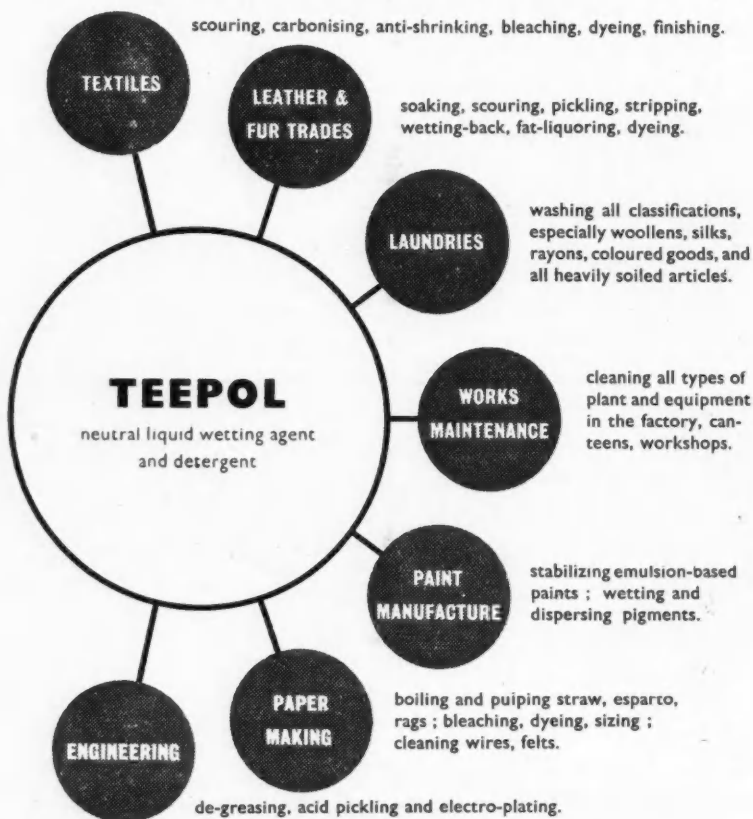 scouring, carbonising, anti-shrinking, bleaching, dyeing, finishing.
TEXTILES
LEATHER &
FUR TRADES
soaking, scouring, pickling, stripping,
wetting-back, fat-liquoring, dyeing.
LAUNDRIES
washing all classifications,
especially woollens, silks,
rayons, coloured goods, and
all heavily soiled articles.
TEEPOL
neutral liquid wetting agent
and detergent
WORKS
MAINTENANCE
cleaning all types of
plant and equipment
in the factory, can-
teens, workshops.
PAINT
MANUFACTURE
stabilizing emulsion-based
paints ; wetting and
dispersing pigments.
PAPER
MAKING
boiling and pulping straw, esparto,
rags ; bleaching, dyeing, sizing ;
cleaning wires, felts.
ENGINEERING
de-greasing, acid pickling and electro-plating.